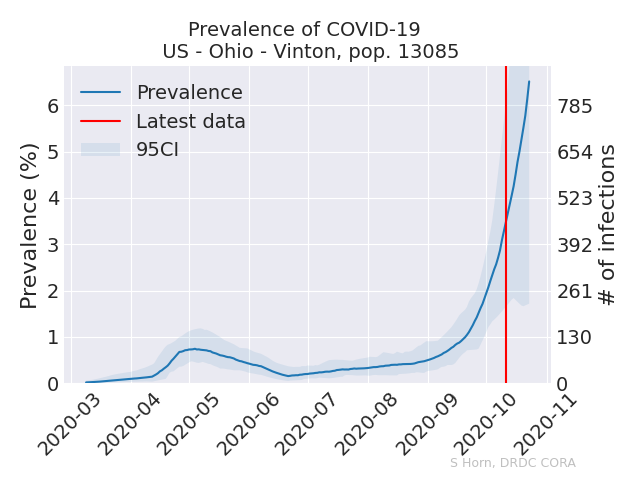 Prevalence of COVID-19
US - Ohio - Vinton, pop. 13085
Prevalence
Latest data
95CI
Prevalence (%)
6
5
4
3
2
1
0
785
654
523
392
261
130
0
# of infections
2020-03
2020-04
2020-05
2020-06
2020-07
2020-08
2020-09
2020-10
2020-11
S Horn, DRDC CORA